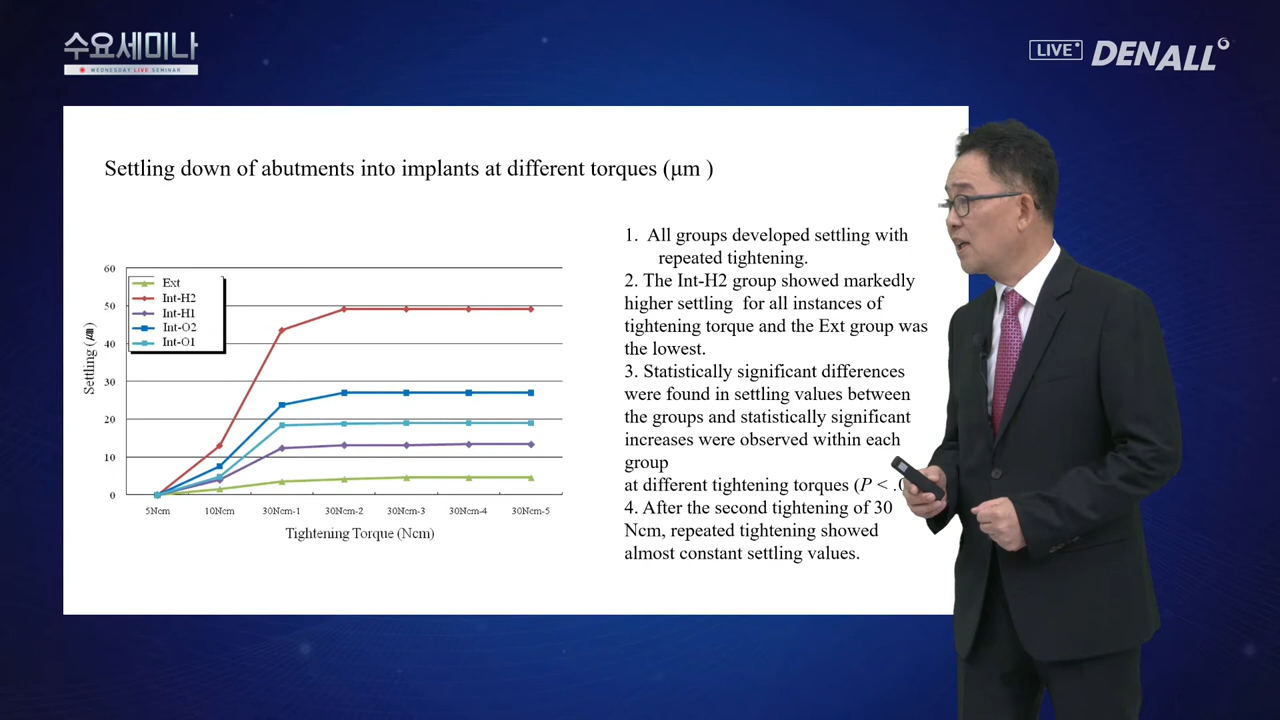 수요세미나
WEDNESDAY LIVE SEMINAR
LIVE
DENALL
Settling down of abutments into implants at different torques (μm )
60
50
40
30
20
10
0
Settling (㎛)
Ext
Int-H2
Int-H1
Int-O2
Int-O1
5Ncm
10Ncm
30Ncm-1
30Ncm-2
30Ncm-3
30Ncm-4
30Ncm-5
Tightening Torque (Ncm)
1. All groups developed settling with
repeated tightening.
2. The Int-H2 group showed markedly
higher settling for all instances of
tightening torque and the Ext group was
the lowest.
3. Statistically significant differences
were found in settling values between
the groups and statistically significant
increases were observed within each
group
at different tightening torques (P < .
4. After the second tightening of 30
Ncm, repeated tightening showed
almost constant settling values.